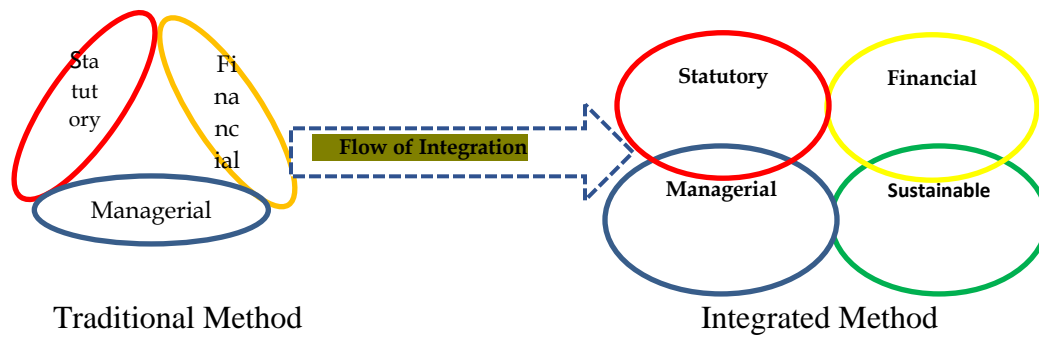 Sta
tut
ory
Fi
na
nc
ial
Managerial
Flow of Integration
Statutory
Financial
Managerial
Sustainable
Traditional Method
Integrated Method